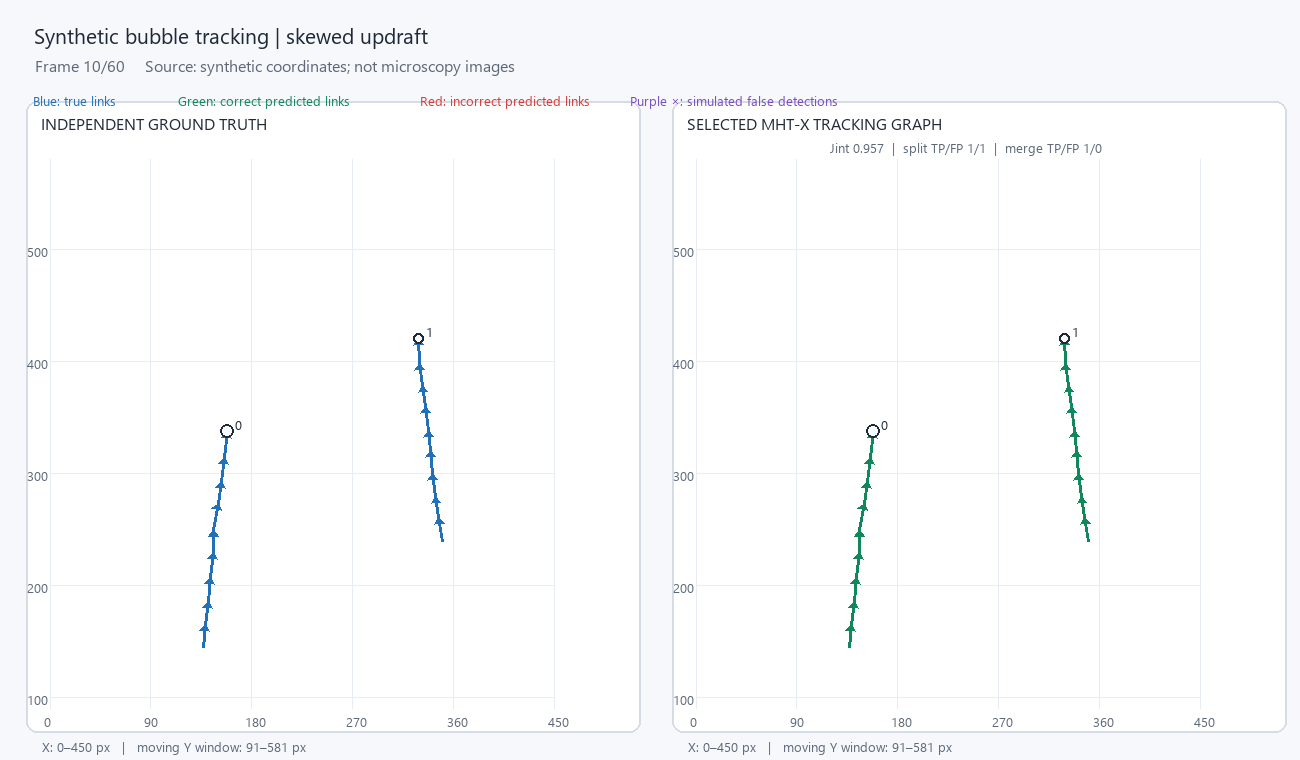 Synthetic bubble tracking | skewed updraft
Frame 10/60 Source: synthetic coordinates; not microscopy images
Blue: true links Green: correct predicted links Red: incorrect predicted links Purple ×: simulated false detections
INDEPENDENT GROUND TRUTH
500
400
300
200
100
0 90 180 270 360 450
1
0
X: 0–450 px | moving Y window: 91–581 px
SELECTED MHT-X TRACKING GRAPH
Jint 0.957 | split TP/FP 1/1 | merge TP/FP 1/0
500
400
300
200
100
0 90 180 270 360 450
1
0
X: 0–450 px | moving Y window: 91–581 px